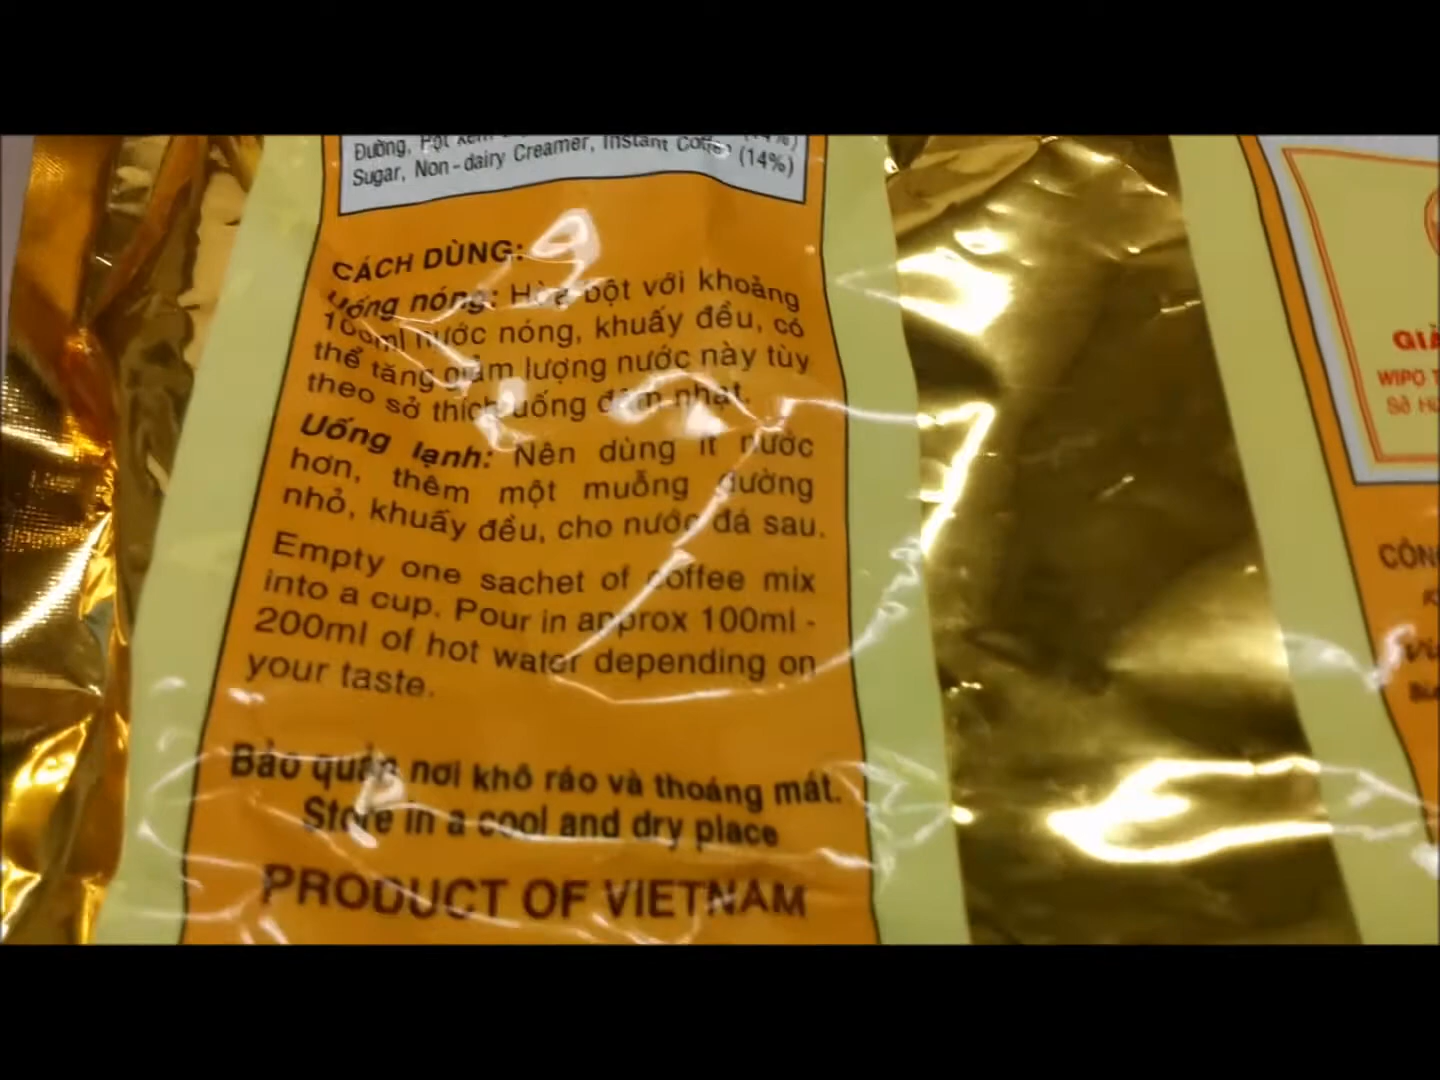 Đường, Bột kem
Sugar, Non-dairy Creamer, Instant Coffee (14%)
CÁCH DÙNG:
Uống nóng: Hòa bột với khoảng
100ml nước nóng, khuấy đều, có
thể tăng giảm lượng nước này tùy
theo sở thích uống đậm nhạt.
Uống lạnh: Nên dùng ít nước
hơn, thêm một muỗng đường
nhỏ, khuấy đều, cho nước đá sau.
Empty one sachet of coffee mix
into a cup. Pour in approx 100ml -
200ml of hot water depending on
your taste.
Bảo quản nơi khô ráo và thoáng mát.
Store in a cool and dry place
PRODUCT OF VIETNAM
WIPO
CÔNG